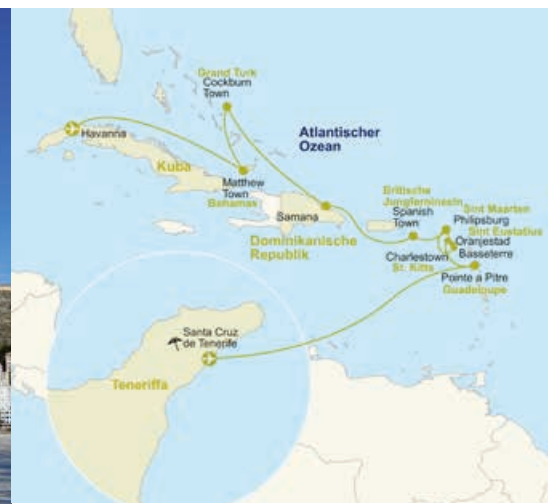 Grand Turk
Cockburn
Town
Atlantischer
Ozean
Havanna
Kuba
Matthew
Town
Bahamas
Samana
Dominikanische
Republik
Britische
Jungferninseln
Spanish
Town
Sint Maarten
Philipsburg
Sint Eustatius
Oranjestad
Basseterre
Charlestown
St. Kitts
Pointe a Pitre
Guadeloupe
Santa Cruz
de Tenerife
Teneriffa